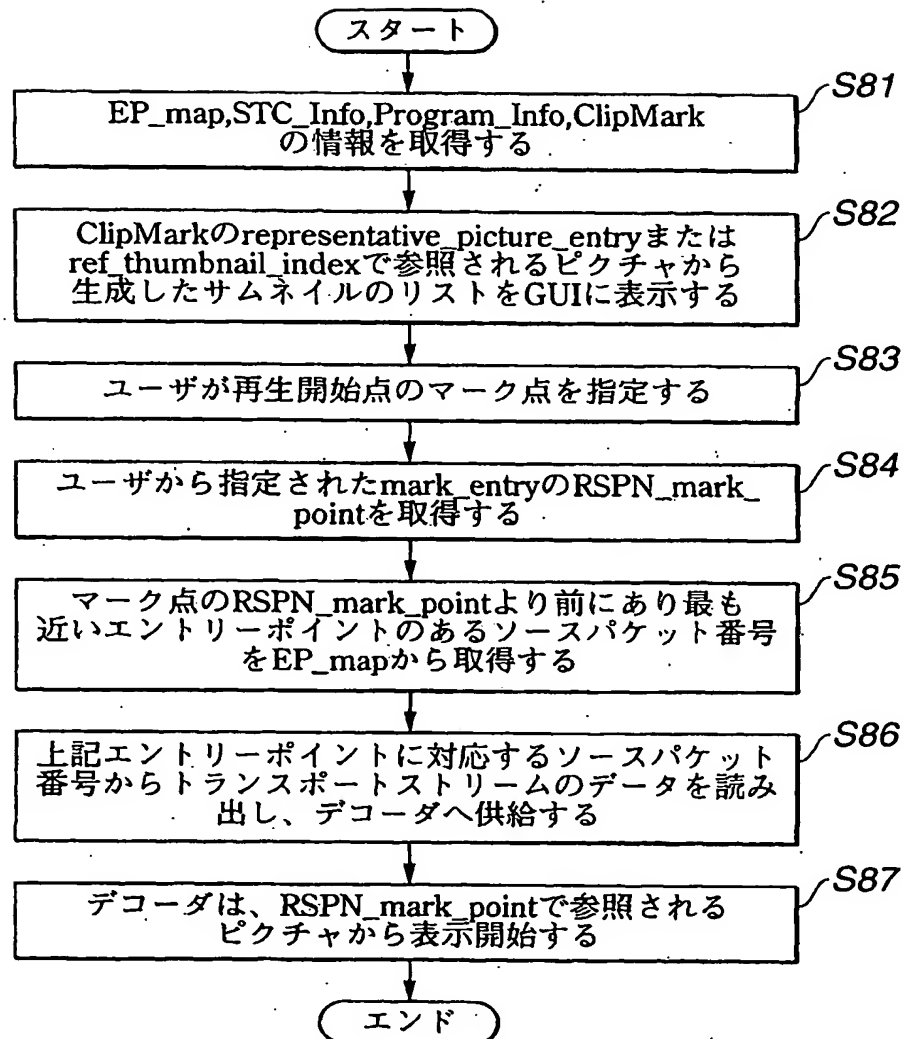 スタート
S81
EP_map,STC_Info,Program_Info,ClipMark
の情報を取得する
S82
ClipMarkのrepresentative_picture_entryまたは
ref_thumbnail_indexで参照されるピクチャから
生成したサムネイルのリストをGUIに表示する
S83
ユーザが再生開始点のマーク点を指定する
S84
ユーザから指定されたmark_entryのRSPN_mark_
pointを取得する
S85
マーク点のRSPN_mark_pointより前にあり最も
近いエントリーポイントのあるソースパケット番号
をEP_mapから取得する
S86
上記エントリーポイントに対応するソースパケット
番号からトランスポートストリームのデータを読み
出し、デコーダへ供給する
S87
デコーダは、RSPN_mark_pointで参照される
ピクチャから表示開始する
エンド